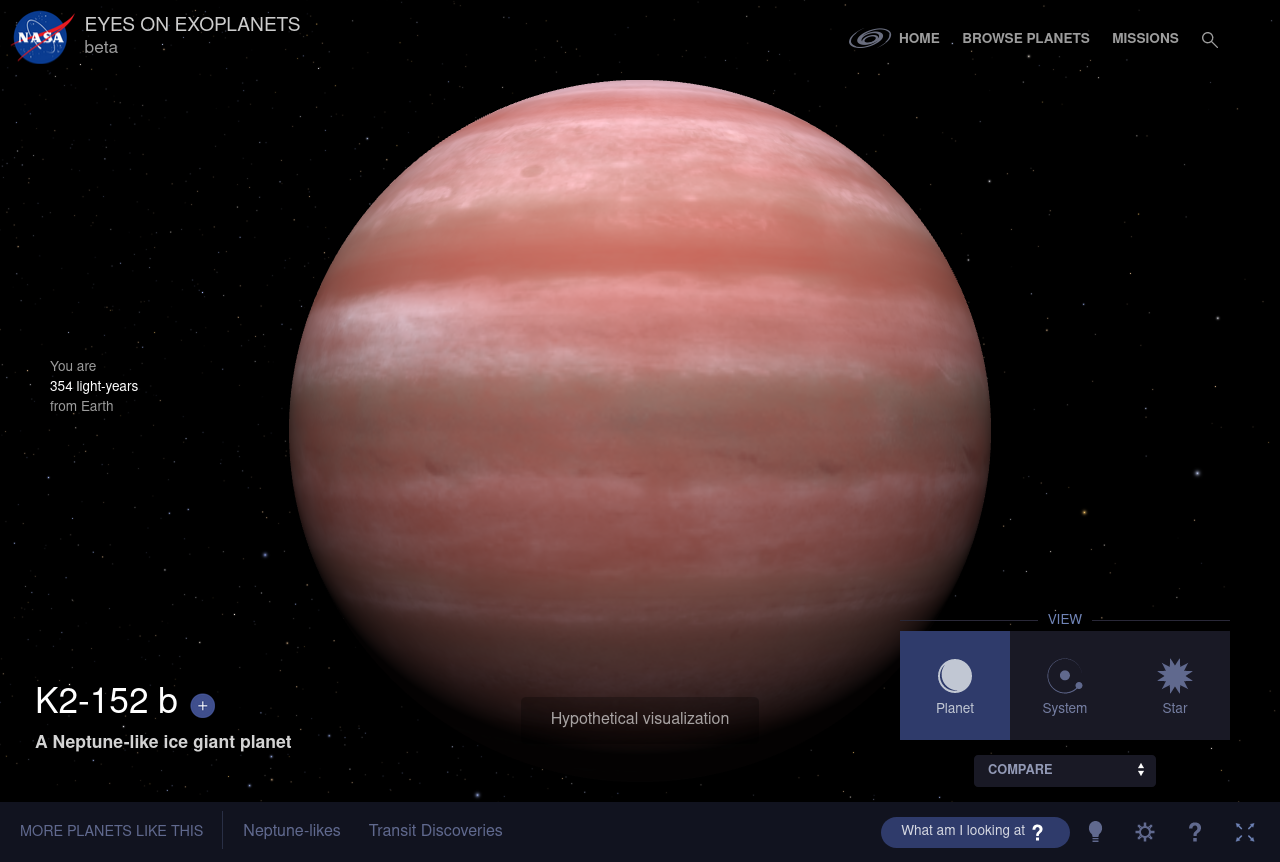 NASA
EYES ON EXOPLANETS
beta
HOME
BROWSE PLANETS
MISSIONS
You are
354 light-years
from Earth
VIEW
Planet
System
Star
K2-152 b +
A Neptune-like ice giant planet
Hypothetical visualization
COMPARE
MORE PLANETS LIKE THIS
Neptune-likes
Transit Discoveries
What am I looking at ?
?